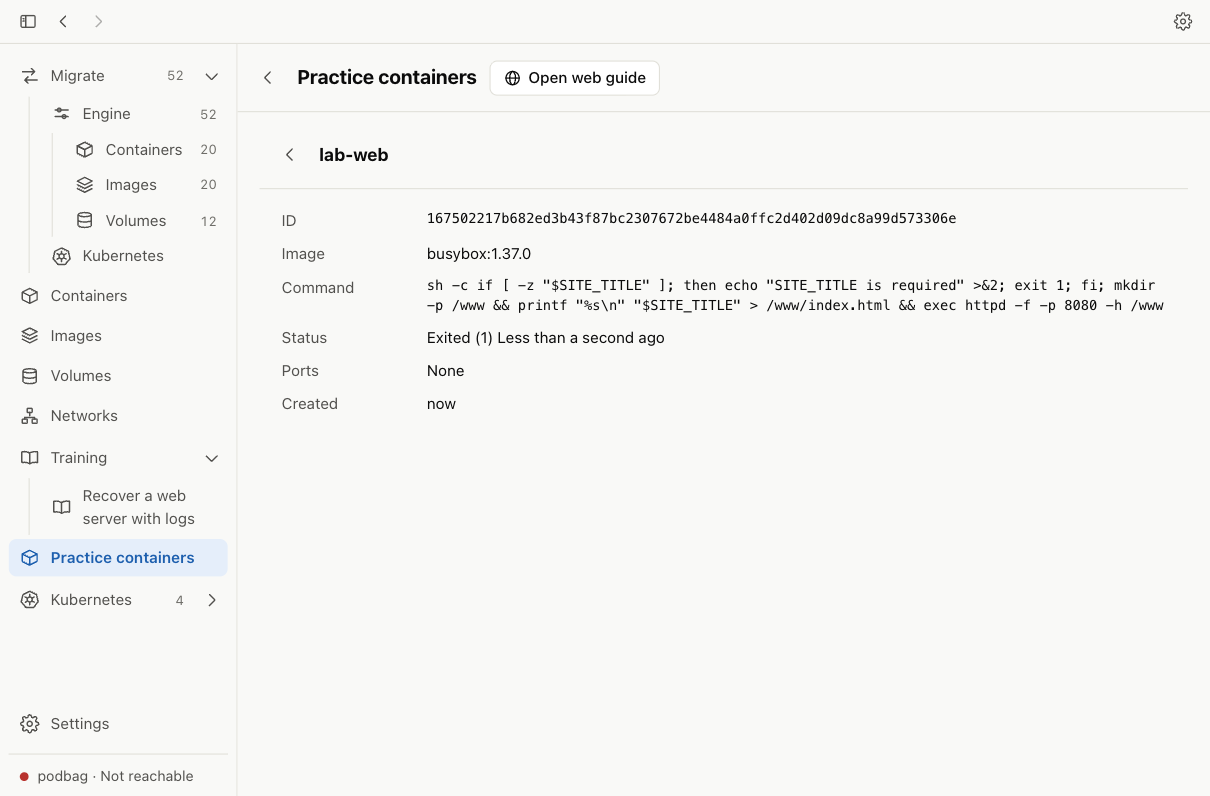 Migrate 52
Engine 52
Containers 20
Images 20
Volumes 12
Kubernetes
Containers
Images
Volumes
Networks
Training
Recover a web
server with logs
Practice containers
Kubernetes 4
Settings
podbag · Not reachable
Practice containers
Open web guide
lab-web
ID 167502217b682ed3b43f87bc2307672be4484a0ffc2d402d09dc8a99d573306e
Image busybox:1.37.0
Command sh -c if [ -z "$SITE_TITLE" ]; then echo "SITE_TITLE is required" >&2; exit 1; fi; mkdir
-p /www && printf "%s\n" "$SITE_TITLE" > /www/index.html && exec httpd -f -p 8080 -h /www
Status Exited (1) Less than a second ago
Ports None
Created now